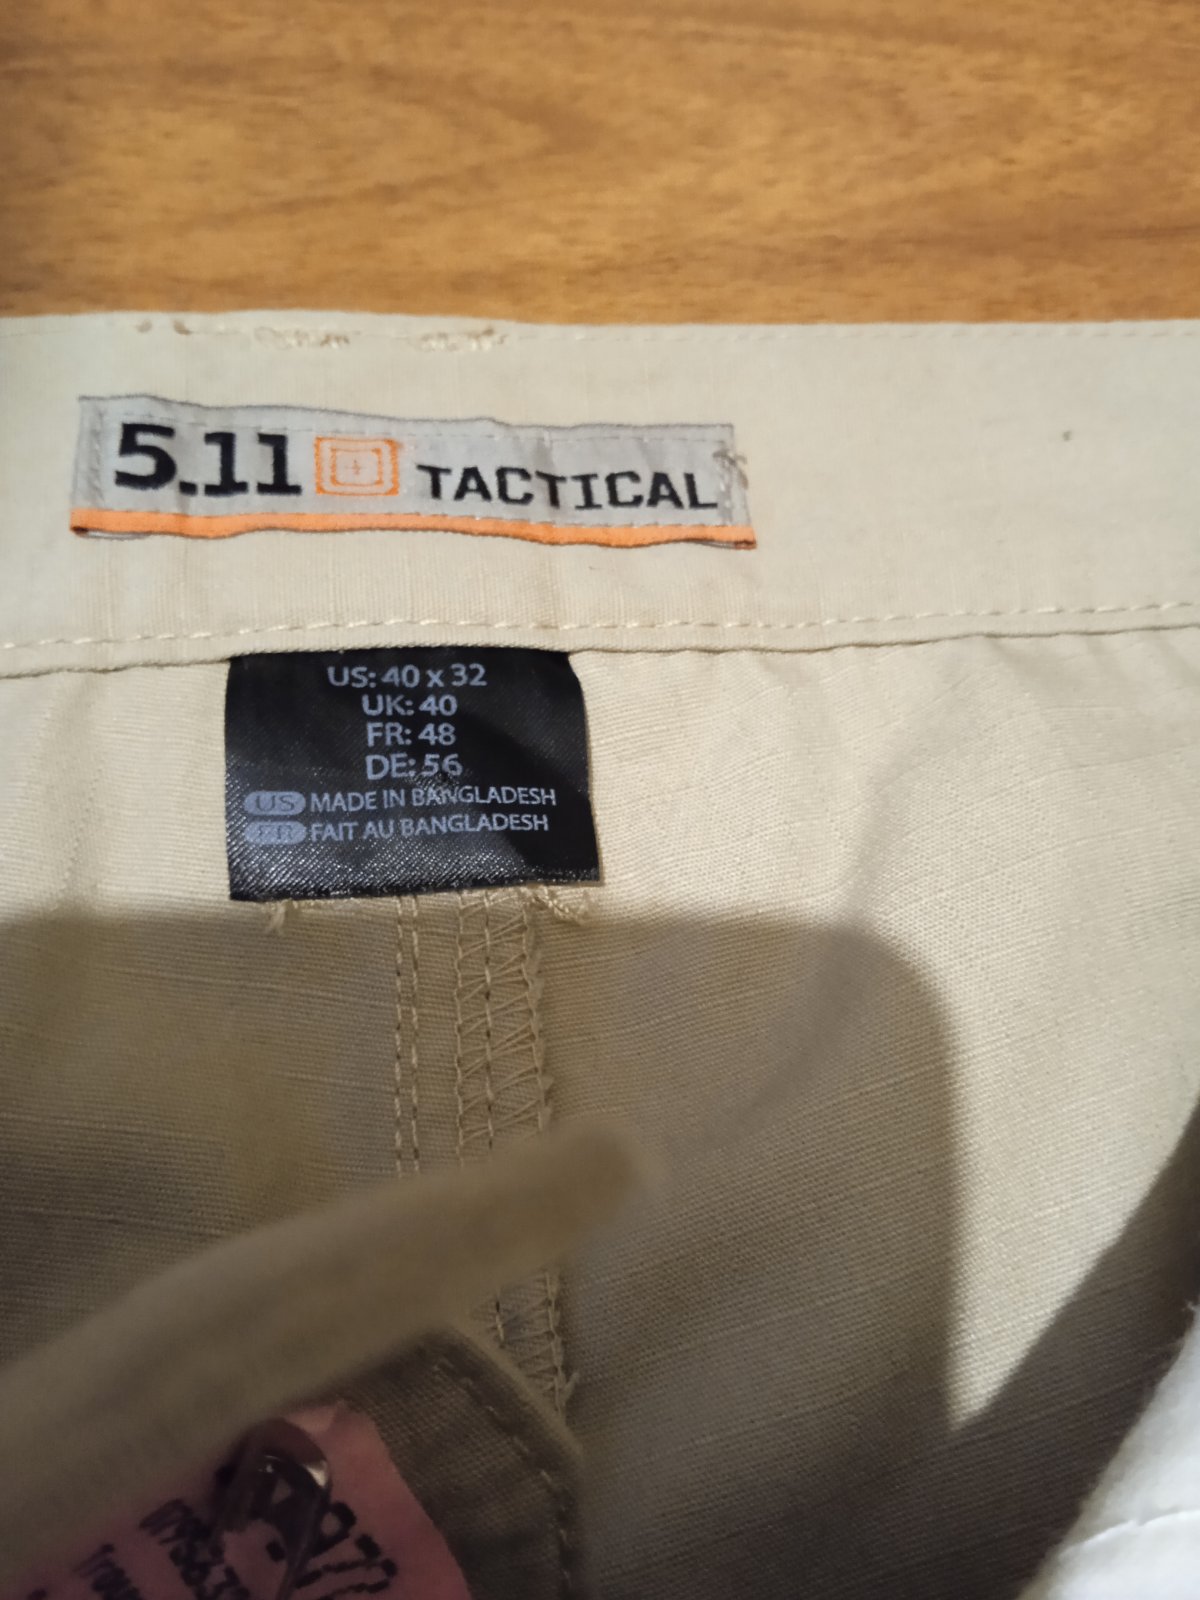 5.11 TACTICAL
US: 40 x 32
UK: 40
FR: 48
DE: 56
US MADE IN BANGLADESH
FR FAIT AU BANGLADESH